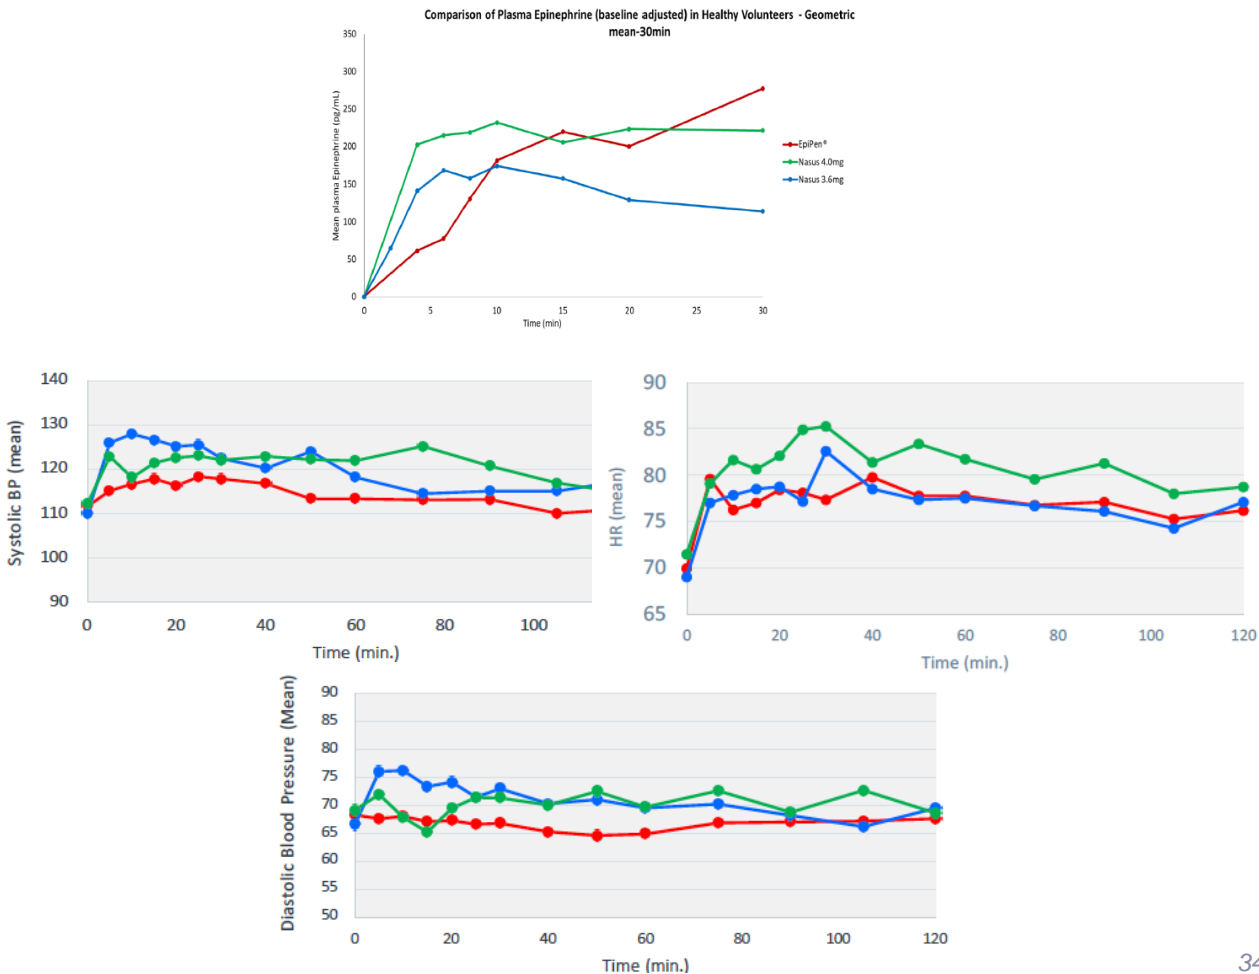 Comparison of Plasma Epinephrine (baseline adjusted) in Healthy Volunteers - Geometric
mean-30min
Mean plasma Epinephrine (pg/mL)
350
300
250
200
150
100
50
0
0 5 10 15 20 25 30
Time (min)
EpiPen®
Nasus 4.0mg
Nasus 3.6mg
Systolic BP (mean)
140
130
120
110
100
90
0 20 40 60 80 100
Time (min.)
HR (mean)
90
85
80
75
70
65
0 20 40 60 80 100 120
Time (min.)
Diastolic Blood Pressure (Mean)
90
85
80
75
70
65
60
55
50
0 20 40 60 80 100 120
Time (min.)
34